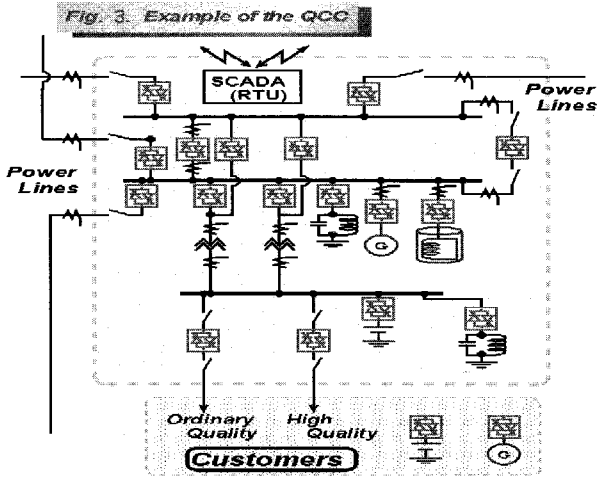 Fig. 3. Example of the QCC
SCADA
(RTU)
Power
Lines
Power
Lines
G
Ordinary
Quality
High
Quality
G
Customers